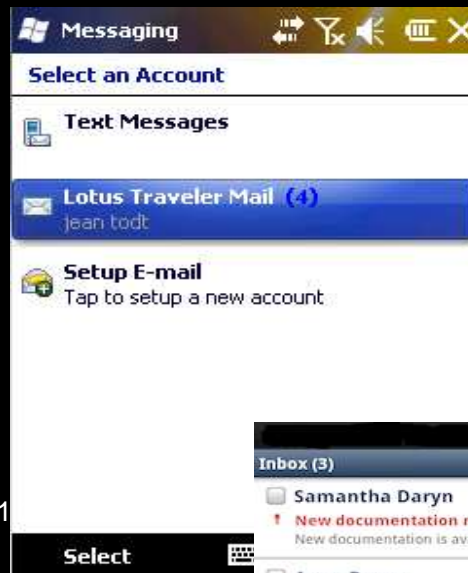 Messaging
Select an Account
Text Messages
Lotus Traveler Mail (4)
jean todt
Setup E-mail
Tap to setup a new account
Inbox (3)
Samantha Daryn
! New documentation
New documentation is
1
Select